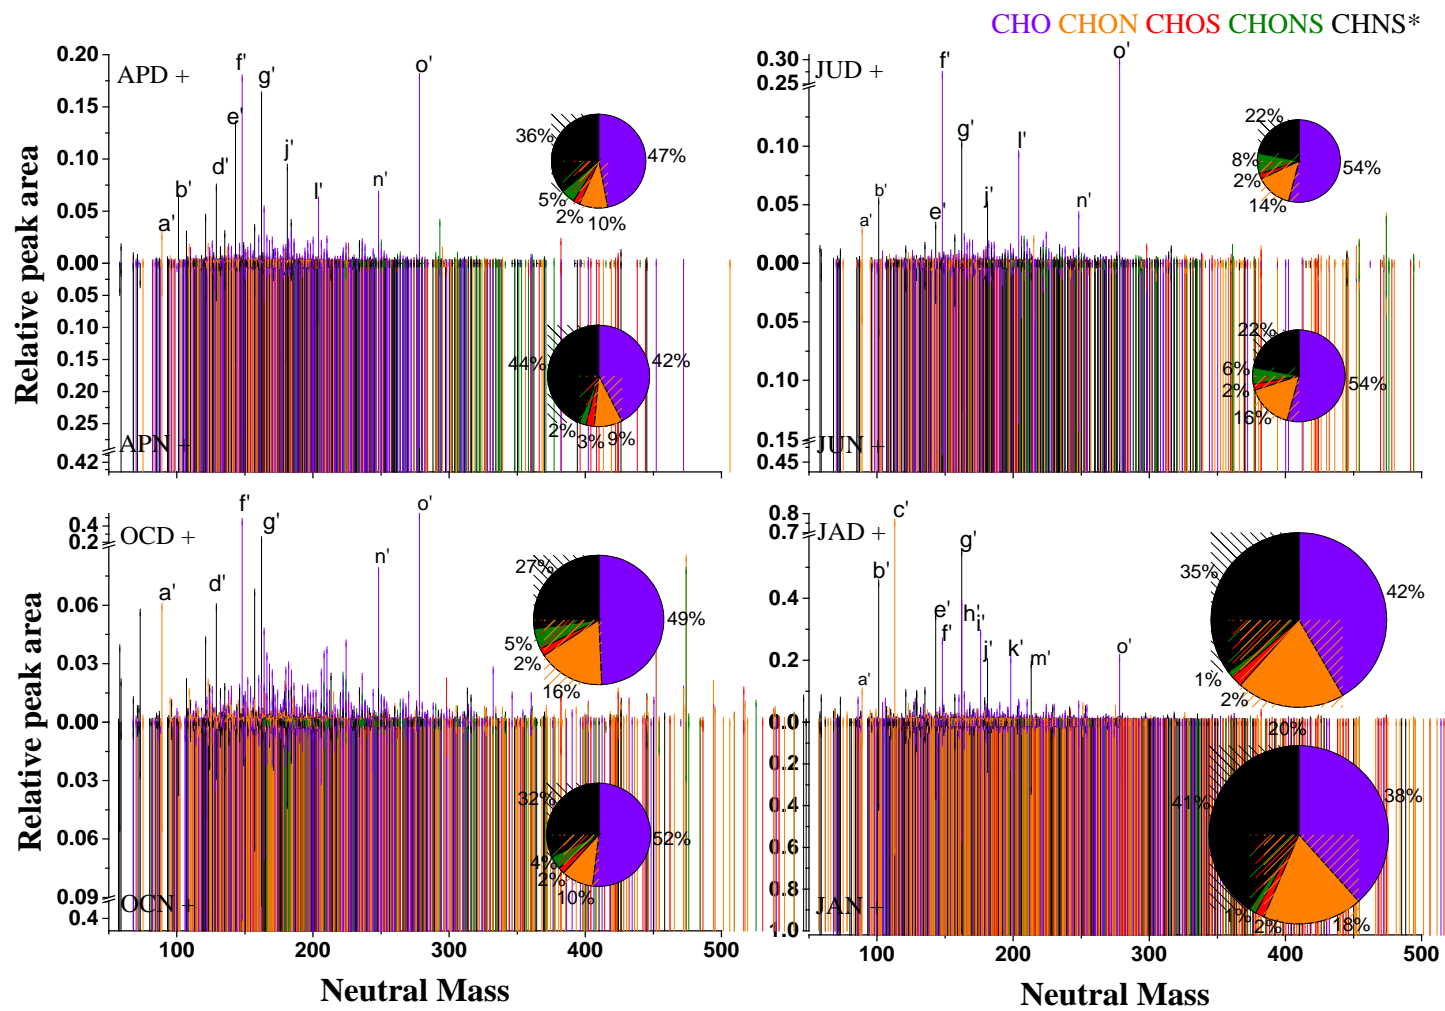 CHO CHON CHOS CHONS CHNS*
Relative peak area
0.20
0.15
0.10
0.05
0.00
0.05
0.10
0.15
0.20
0.25
0.42
APD +
a'
b'
d'
e'
f'
g'
j'
l'
n'
o'
36%
47%
5%
2%
10%
APN +
44%
42%
2%
3%
9%
100
200
300
400
500
0.30
0.25
0.10
0.05
0.00
0.05
0.10
0.15
0.45
JUD +
a'
b'
e'
f'
g'
j'
l'
n'
o'
22%
8%
2%
14%
54%
JUN +
22%
6%
2%
16%
54%
Relative peak area
0.4
0.2
0.06
0.03
0.00
0.03
0.06
0.09
0.4
OCD +
a'
d'
f'
g'
n'
o'
27%
49%
5%
2%
16%
OCN +
32%
52%
4%
2%
10%
100
200
300
400
500
Neutral Mass
0.8
0.7
0.4
0.2
0.0
0.2
0.4
0.6
0.8
1.0
JAD +
a'
b'
c'
e'
f'
g'
h'
i'
j'
k'
m'
o'
35%
42%
1%
2%
20%
JAN +
41%
38%
1%
2%
18%
100
200
300
400
500
Neutral Mass